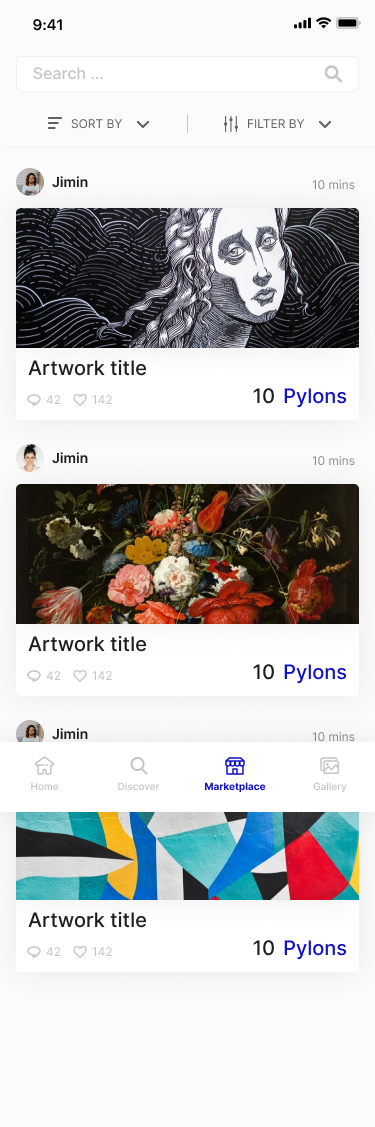 9:41
Search ...
SORT BY
FILTER BY
Jimin
10 mins
Artwork title
42 142
10 Pylons
Jimin
10 mins
Artwork title
42 142
10 Pylons
Jimin
10 mins
Home Discover Marketplace Gallery
Artwork title
42 142
10 Pylons